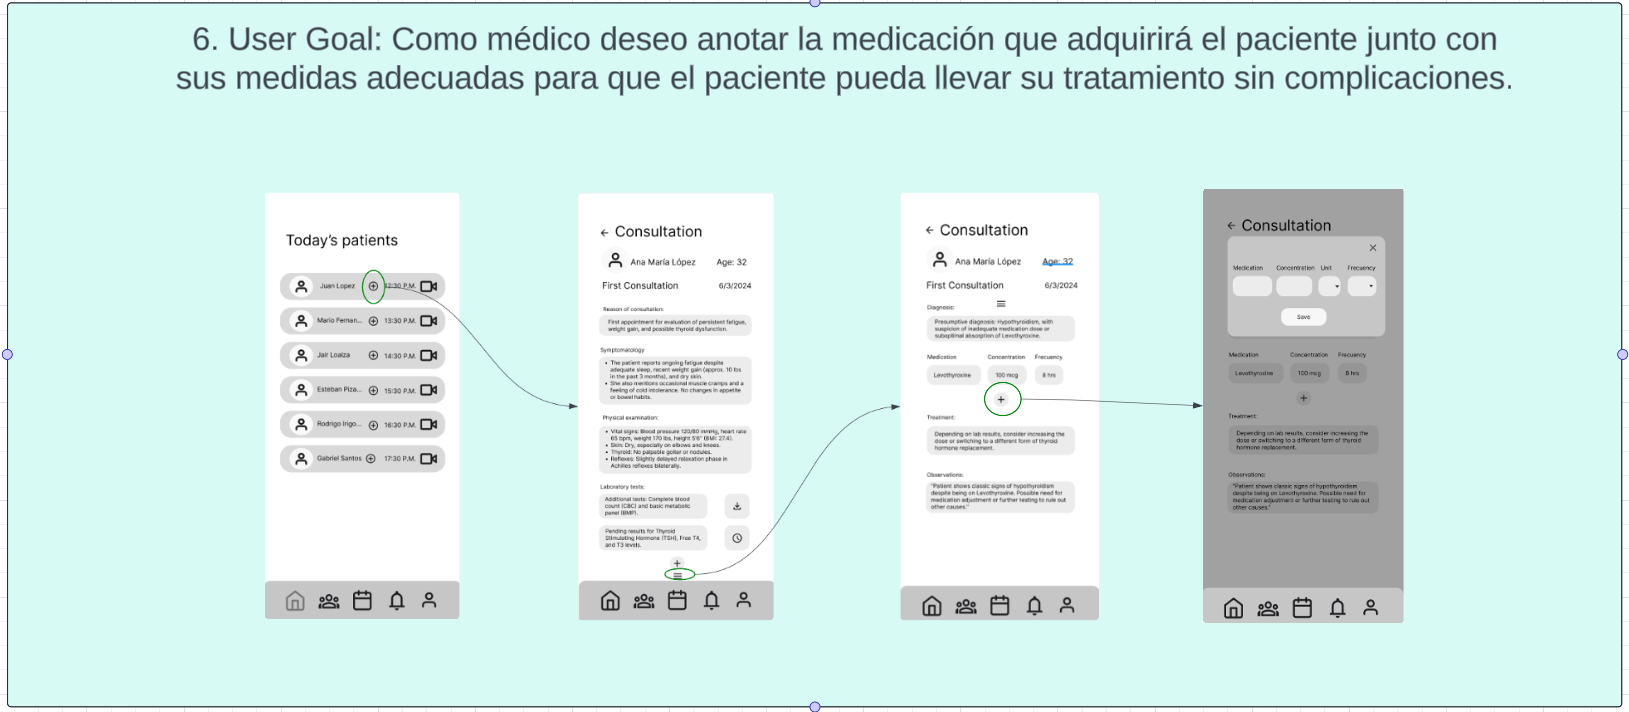 6. User Goal: Como médico deseo anotar la medicación que adquirirá el paciente junto con
sus medidas adecuadas para que el paciente pueda llevar su tratamiento sin complicaciones.
Today's patients
Juan Lopez 12:30 P.M.
Mario Fernan... 13:30 P.M.
Jair Loaiza 14:30 P.M.
Esteban Piza... 15:30 P.M.
Rodrigo Inigo... 16:30 P.M.
Gabriel Santos 17:30 P.M.
← Consultation
Ana María López Age: 32
First Consultation 6/3/2024
Reason of consultation:
First appointment for evaluation of persistent fatigue,
weight gain, and possible thyroid dysfunction.
Symptomatology
• The patient reports ongoing fatigue despite
adequate sleep, recent weight gain (approx. 10 lbs
in the past 3 months), and dry skin.
• She also mentions occasional muscle cramps and a
feeling of cold intolerance. No changes in appetite
or bowel habits.
Physical examination:
• Vital signs: Blood pressure 120/80 mmHg, heart rate
65 bpm, weight 170 lbs, height 5'6" (BMI: 27.4).
• Skin: Dry, especially on elbows and knees.
• Thyroid: No palpable goiter or nodules.
• Reflexes: Slightly delayed relaxation phase in
Achilles reflexes bilaterally.
Laboratory tests:
Additional tests: Complete blood
count (CBC) and basic metabolic
panel (BMP).
Pending results for Thyroid
Stimulating Hormone (TSH), Free T4,
and T3 levels.
← Consultation
Ana María López Age: 32
First Consultation 6/3/2024
Diagnosis:
Presumptive diagnosis: Hypothyroidism, with
suspicion of inadequate medication dose or
suboptimal absorption of Levothyroxine.
Medication Concentration Frecuency
Levothyroxine 100 mcg 8 hrs
+
Treatment:
Depending on lab results, consider increasing the
dose or switching to a different form of thyroid
hormone replacement.
Observations:
"Patient shows classic signs of hypothyroidism
despite being on Levothyroxine. Possible need for
medication adjustment or further testing to rule out
other causes."
← Consultation
Medication Concentration Unit Frecuency
Save
Medication Concentration Frecuency
Levothyroxine 100 mcg 8 hrs
+
Treatment:
Depending on lab results, consider increasing the
dose or switching to a different form of thyroid
hormone replacement.
Observations:
"Patient shows classic signs of hypothyroidism
despite being on Levothyroxine. Possible need for
medication adjustment or further testing to rule out
other causes."